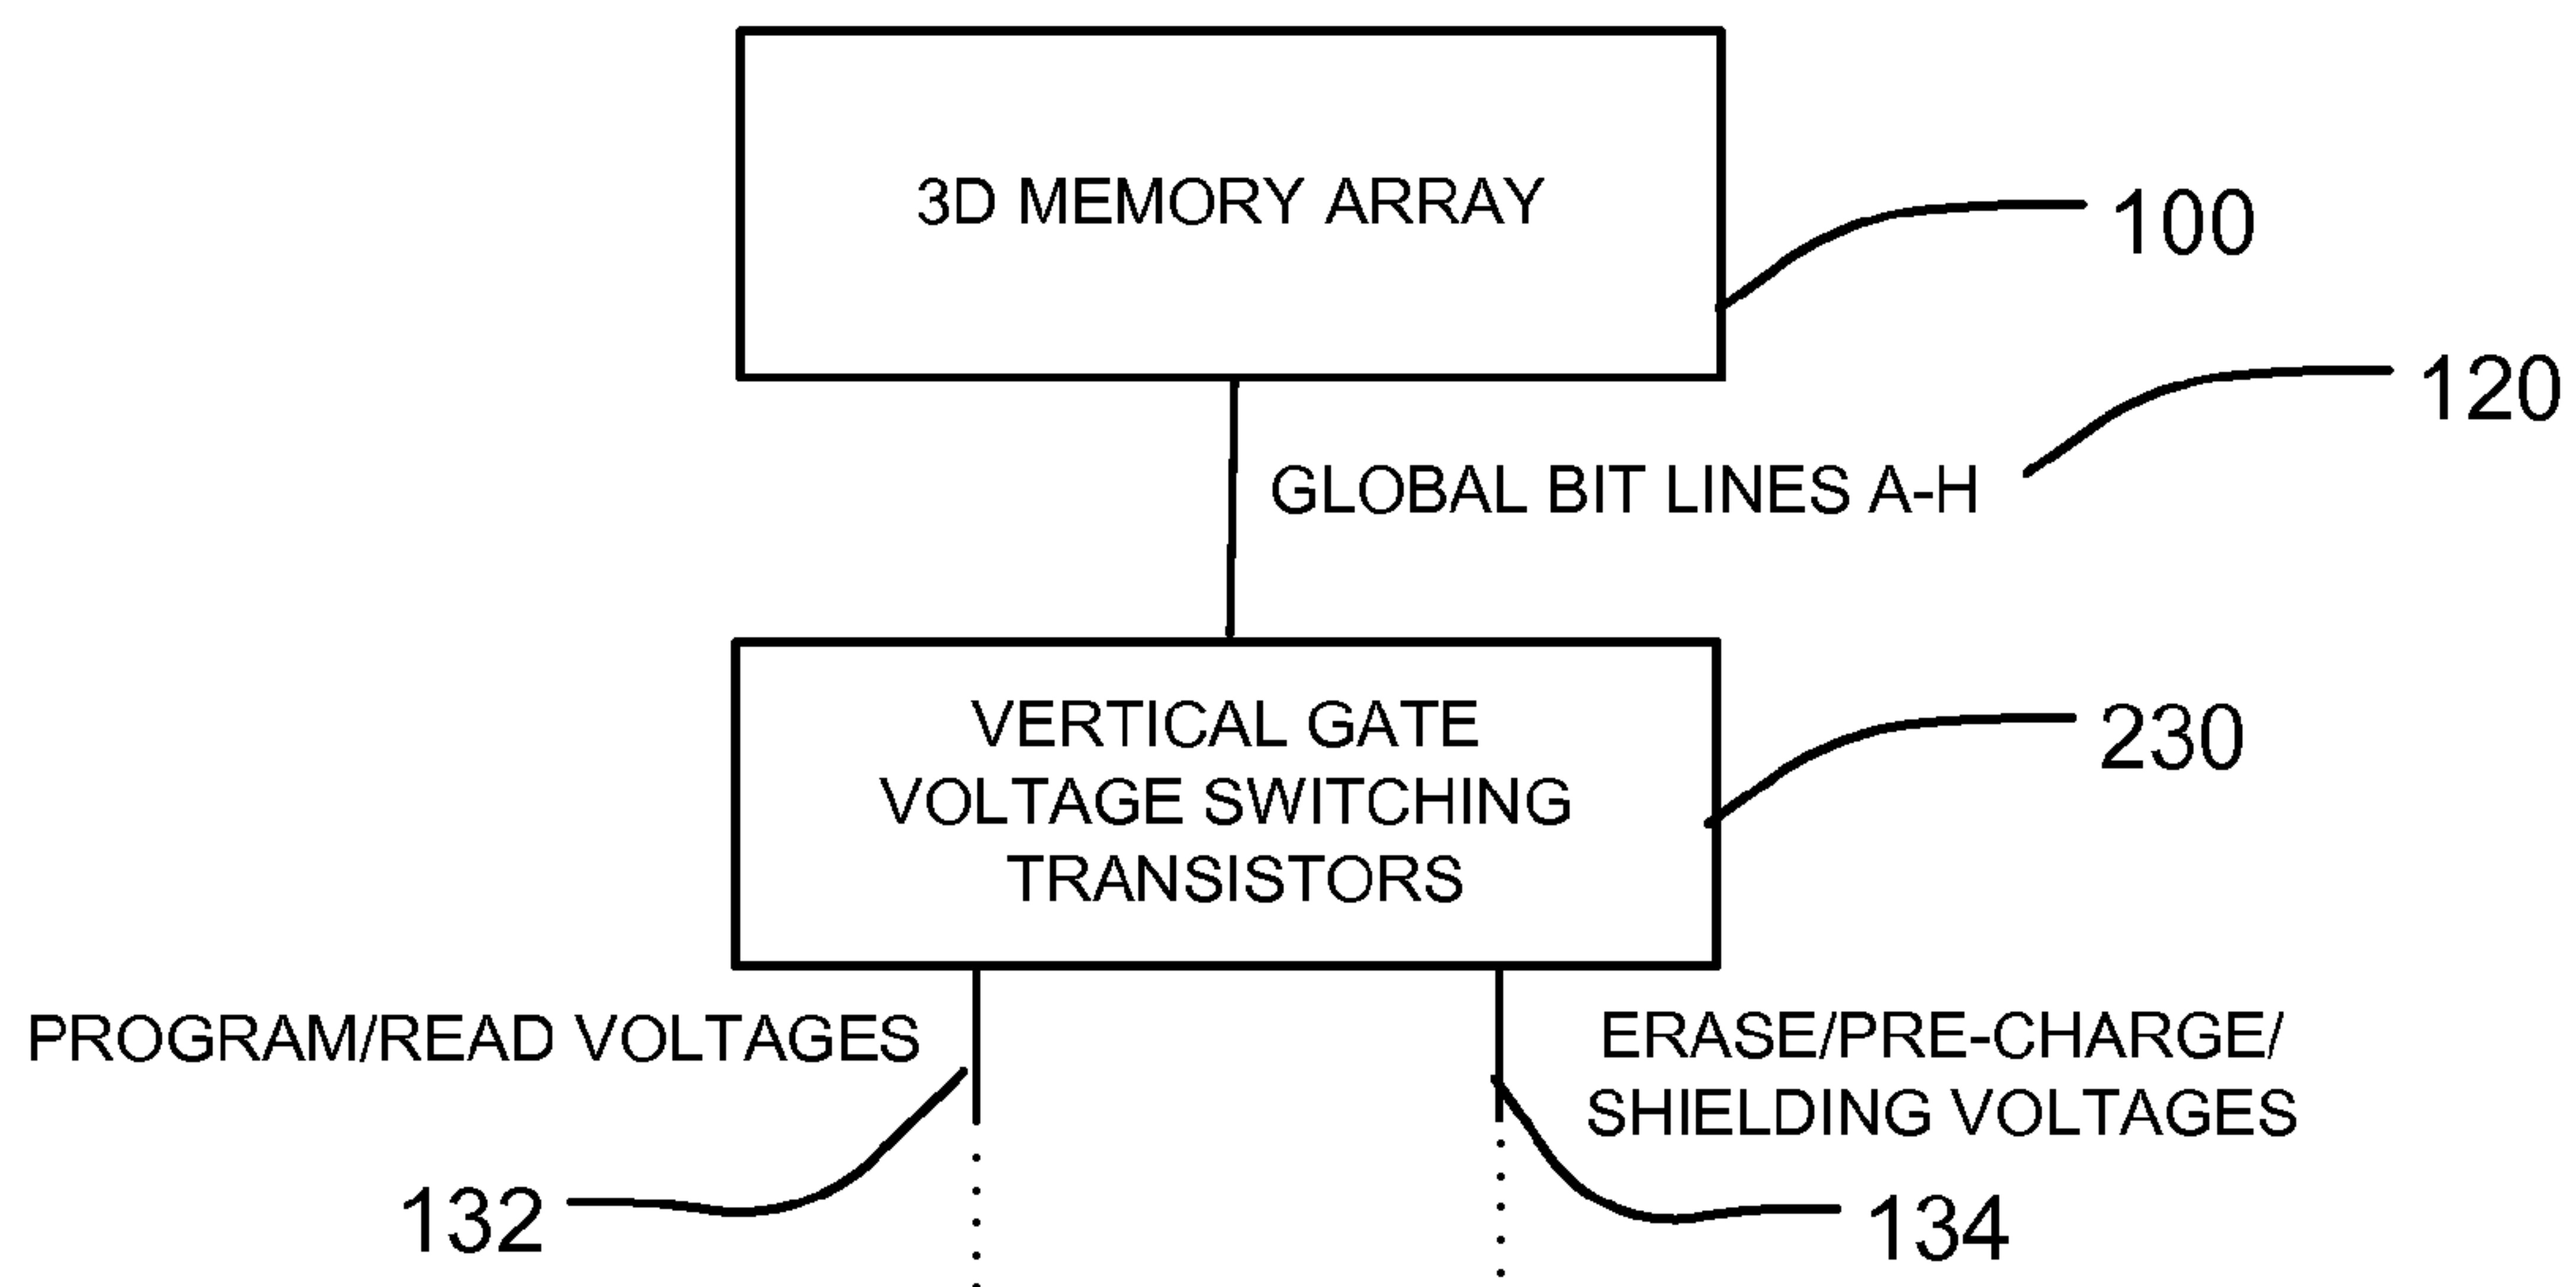 3D MEMORY ARRAY
100
120
GLOBAL BIT LINES A-H
VERTICAL GATE
VOLTAGE SWITCHING
TRANSISTORS
230
PROGRAM/READ VOLTAGES
ERASE/PRE-CHARGE/
SHIELDING VOLTAGES
132
134